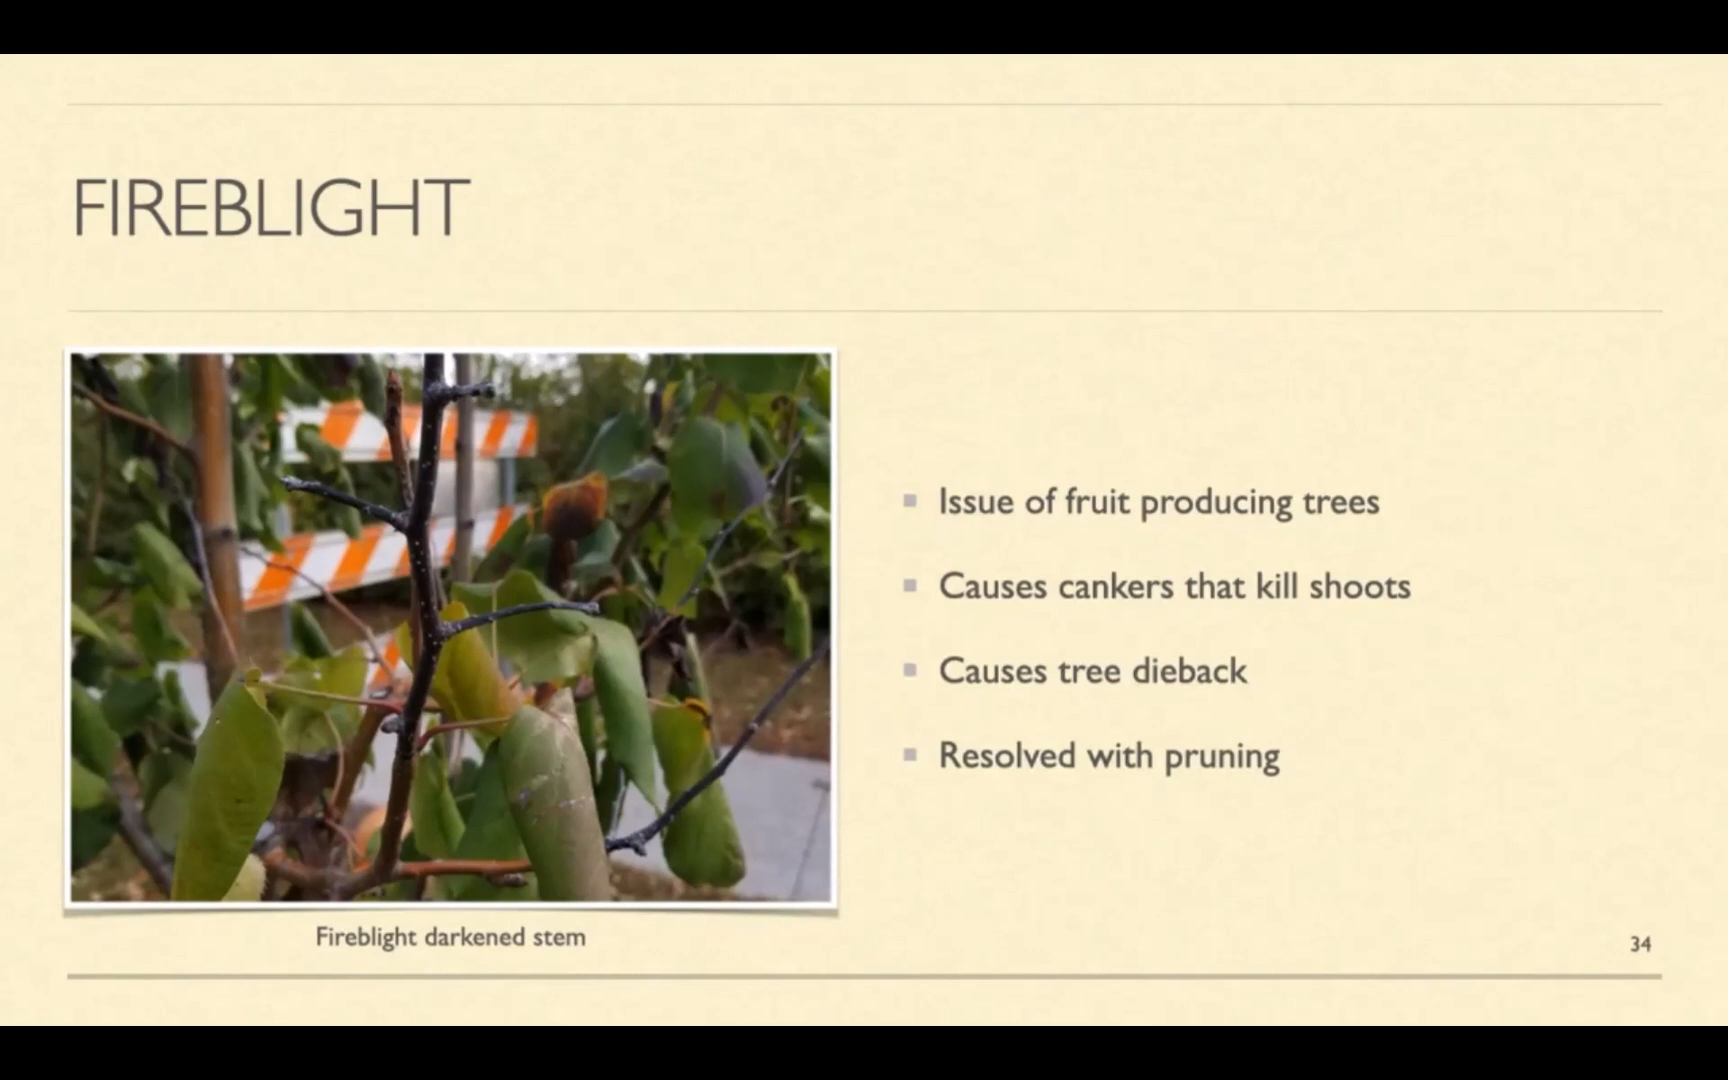 FIREBLIGHT
Issue of fruit producing trees
Causes cankers that kill shoots
Causes tree dieback
Resolved with pruning
Fireblight darkened stem
34